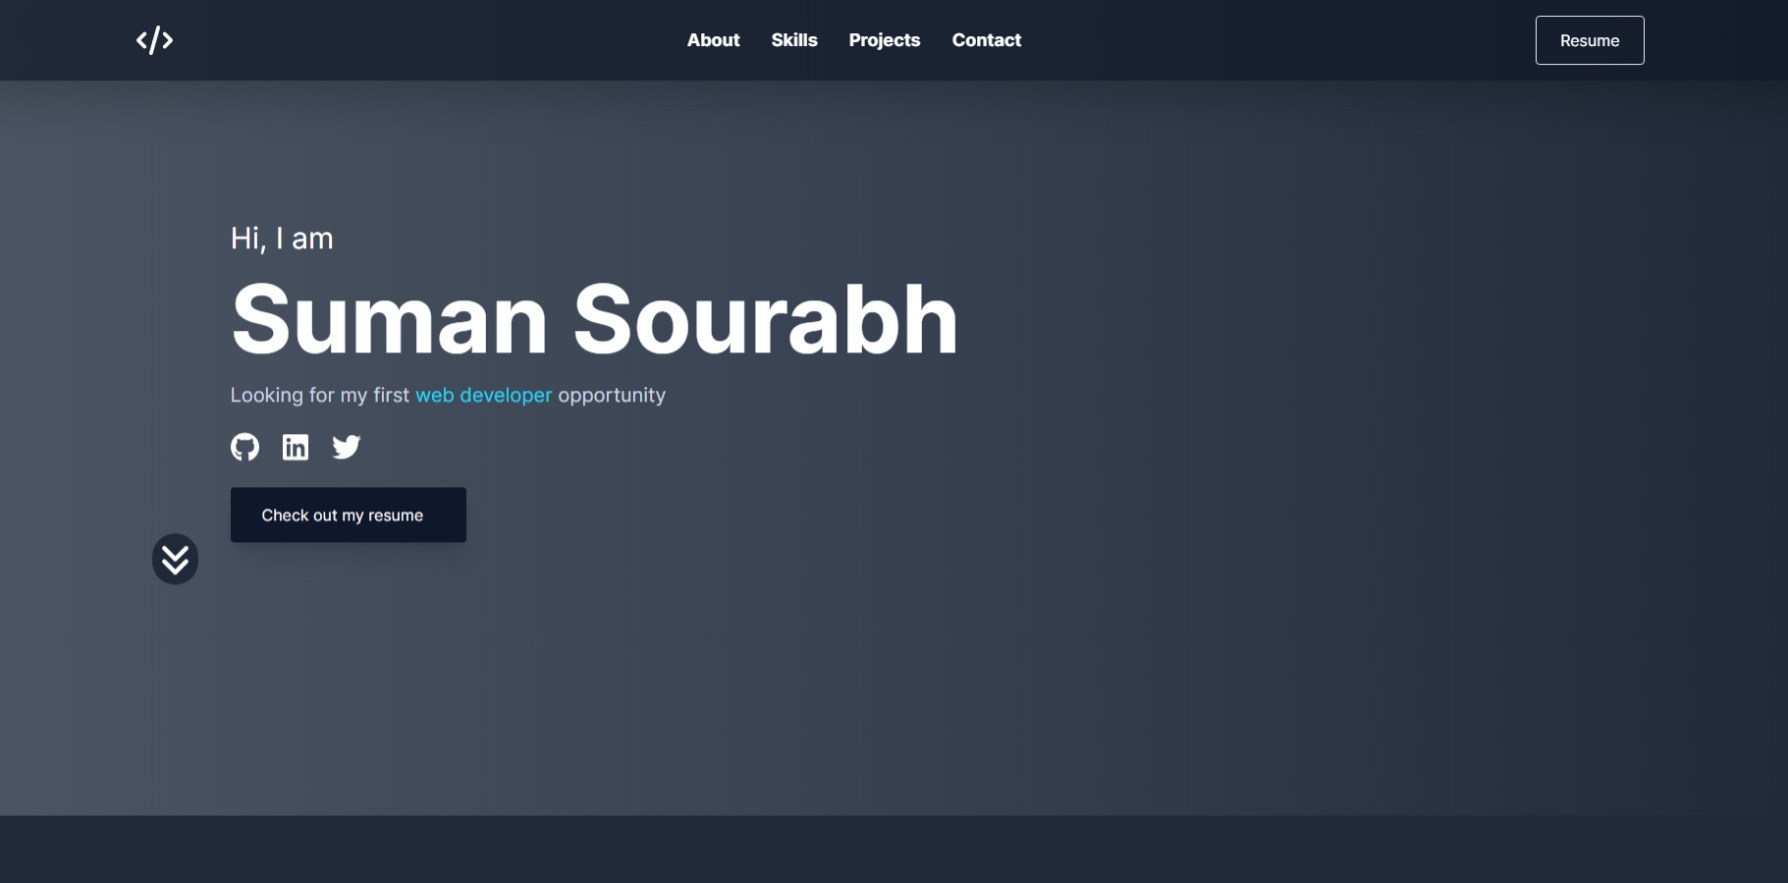 </>
About Skills Projects Contact
Resume
Hi, I am
Suman Sourabh
Looking for my first web developer opportunity
Check out my resume